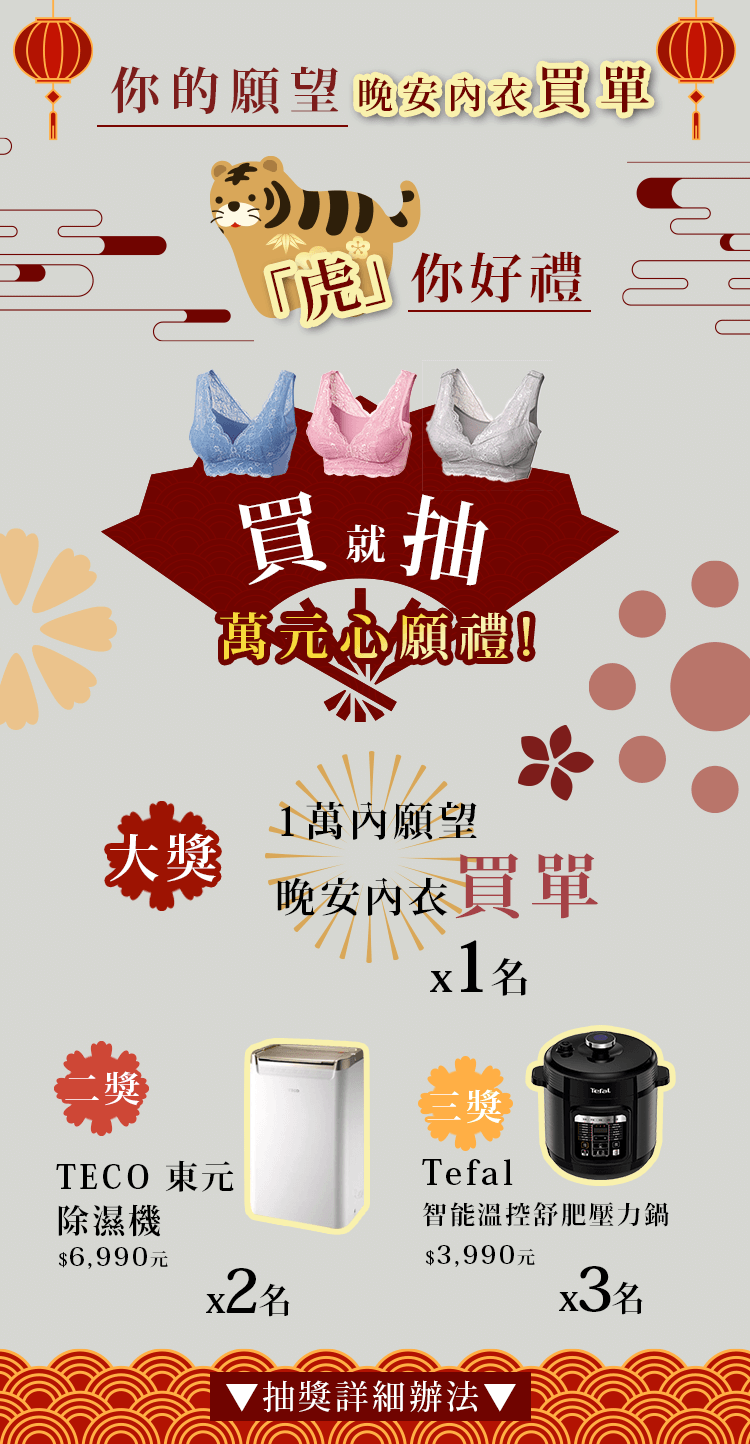 你的願望 晚安內衣買單
「虎」你好禮
買就抽
萬元心願禮!
大獎
1萬內願望
晚安內衣買單
x1名
二獎
TECO 東元
除濕機
$6,990元
x2名
Tefal
三獎
Tefal
智能溫控舒肥壓力鍋
$3,990元
x3名
▼抽獎詳細辦法▼